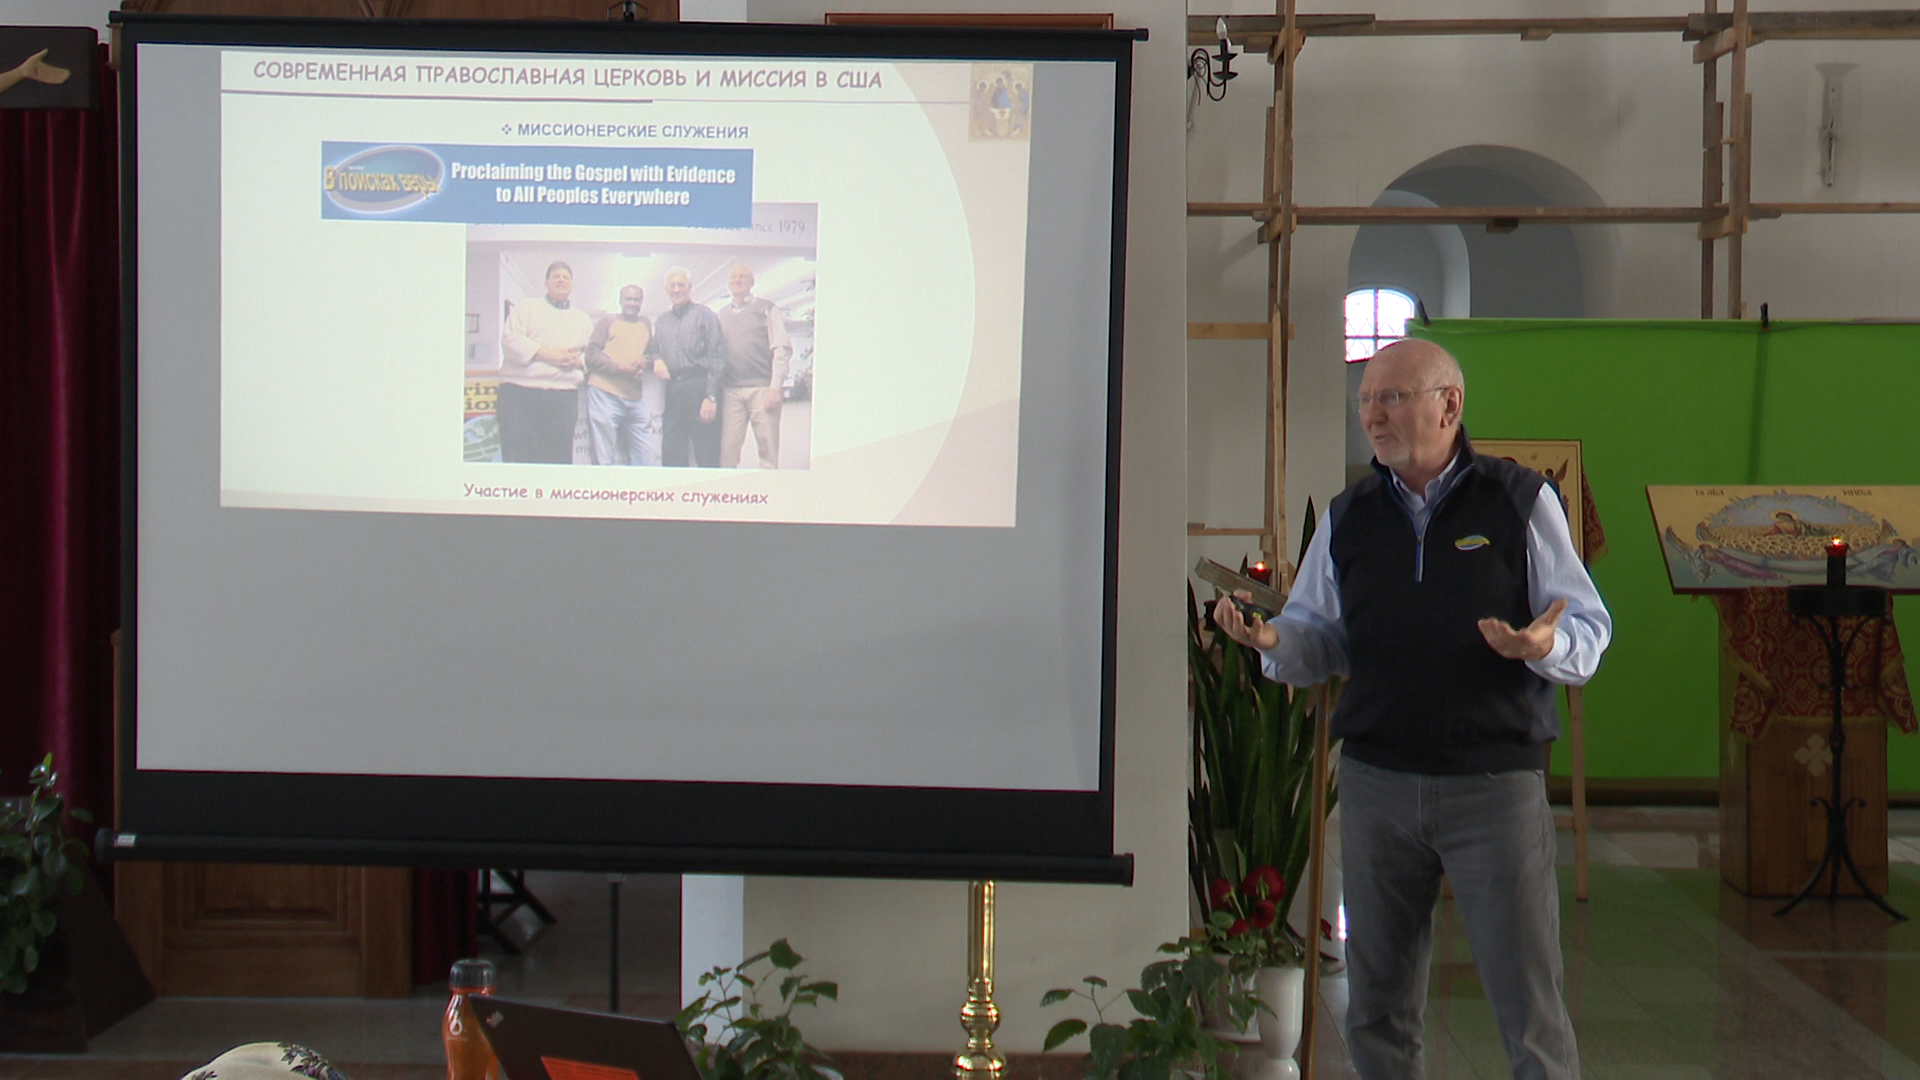 СОВРЕМЕННАЯ ПРАВОСЛАВНАЯ ЦЕРКОВЬ И МИССИЯ В США
МИССИОНЕРСКИЕ СЛУЖЕНИЯ
В поисках веры
Proclaiming the Gospel with Evidence
to All Peoples Everywhere
since 1979
Участие в миссионерских служениях